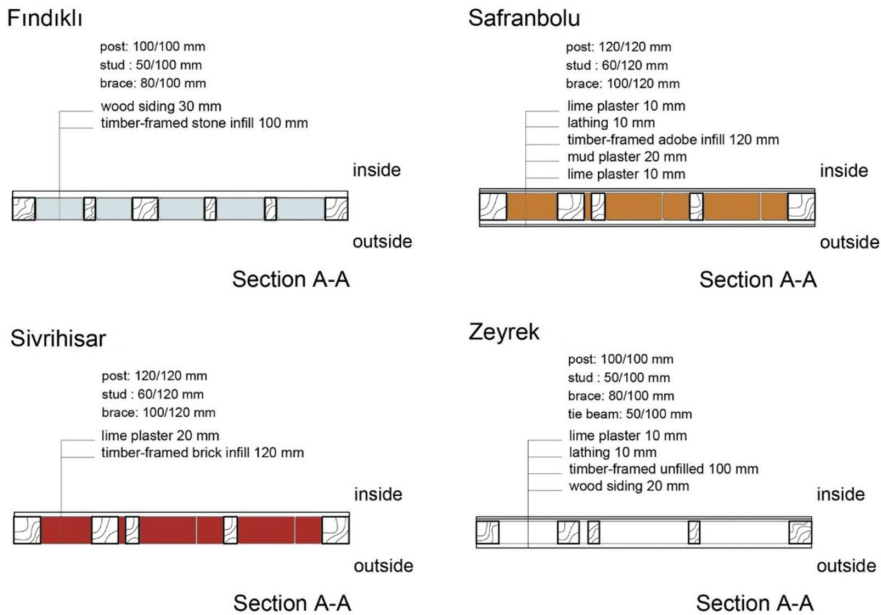 Fındıklı
post: 100/100 mm
stud : 50/100 mm
brace: 80/100 mm
wood siding 30 mm
timber-framed stone infill 100 mm
inside
outside
Section A-A
Safranbolu
post: 120/120 mm
stud : 60/120 mm
brace: 100/120 mm
lime plaster 10 mm
lathing 10 mm
timber-framed adobe infill 120 mm
mud plaster 20 mm
lime plaster 10 mm
inside
outside
Section A-A
Sivrihisar
post: 120/120 mm
stud : 60/120 mm
brace: 100/120 mm
lime plaster 20 mm
timber-framed brick infill 120 mm
inside
outside
Section A-A
Zeyrek
post: 100/100 mm
stud : 50/100 mm
brace: 80/100 mm
tie beam: 50/100 mm
lime plaster 10 mm
lathing 10 mm
timber-framed unfilled 100 mm
wood siding 20 mm
inside
outside
Section A-A